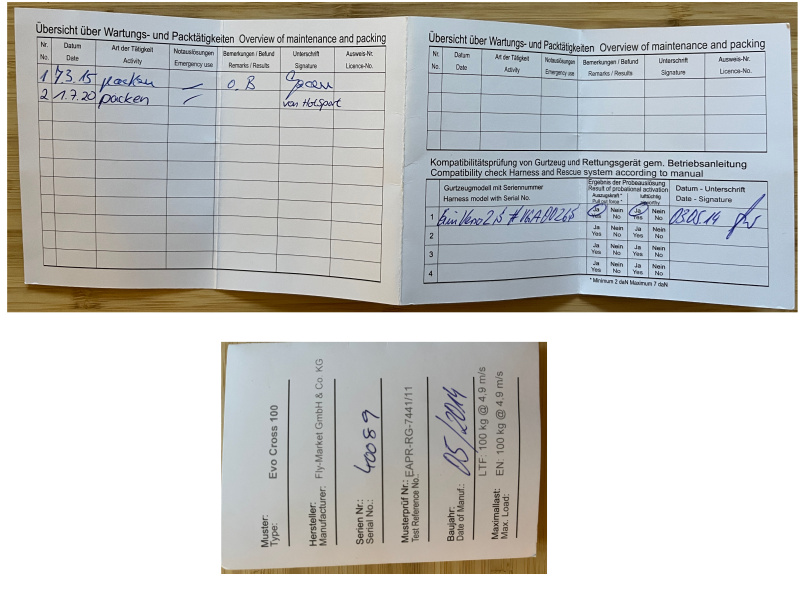 Übersicht über Wartungs- und Packtätigkeiten Overview of maintenance and packing
Nr. Datum Art der Tätigkeit Notauslösungen Bemerkungen / Befund Unterschrift Ausweis-Nr.
No. Date Activity Emergency use Remarks / Results Signature Licence-No.
1 7.3.15 packen o.B
2 1.7.20 packen von HotSport
Übersicht über Wartungs- und Packtätigkeiten Overview of maintenance and packing
Nr. Datum Art der Tätigkeit Notauslösungen Bemerkungen / Befund Unterschrift Ausweis-Nr.
No. Date Activity Emergency use Remarks / Results Signature Licence-No.
Kompatibilitätsprüfung von Gurtzeug und Rettungsgerät gem. Betriebsanleitung
Compatibility check Harness and Rescue system according to manual
Gurtzeugmodell mit Seriennummer
Harness model with Serial No.
Ergebnis der Probeauslösung
Result of probational activation
Auszugskraft * lufttüchtig
Pull out force *
Datum - Unterschrift
Date - Signature
Ja Nein Ja Nein
Yes No No
1
03.05.14
Ja Nein Ja Nein
Yes No Yes No
2
Ja Nein Ja Nein
Yes No Yes No
3
Ja Nein Ja Nein
Yes No Yes No
4
* Minimum 2 daN Maximum 7 daN
Muster:
Type: Evo Cross 100
Hersteller:
Manufacturer: Fly-Market GmbH & Co. KG
Serien Nr.:
Serial No.: 40089
Musterprüf Nr.: EAPR-RG-7441/11
Test Reference No.:
Baujahr:
Date of Manuf.: 05/2014
Maximallast: LTF: 100 kg @ 4,9 m/s
Max. Load: EN: 100 kg @ 4,9 m/s